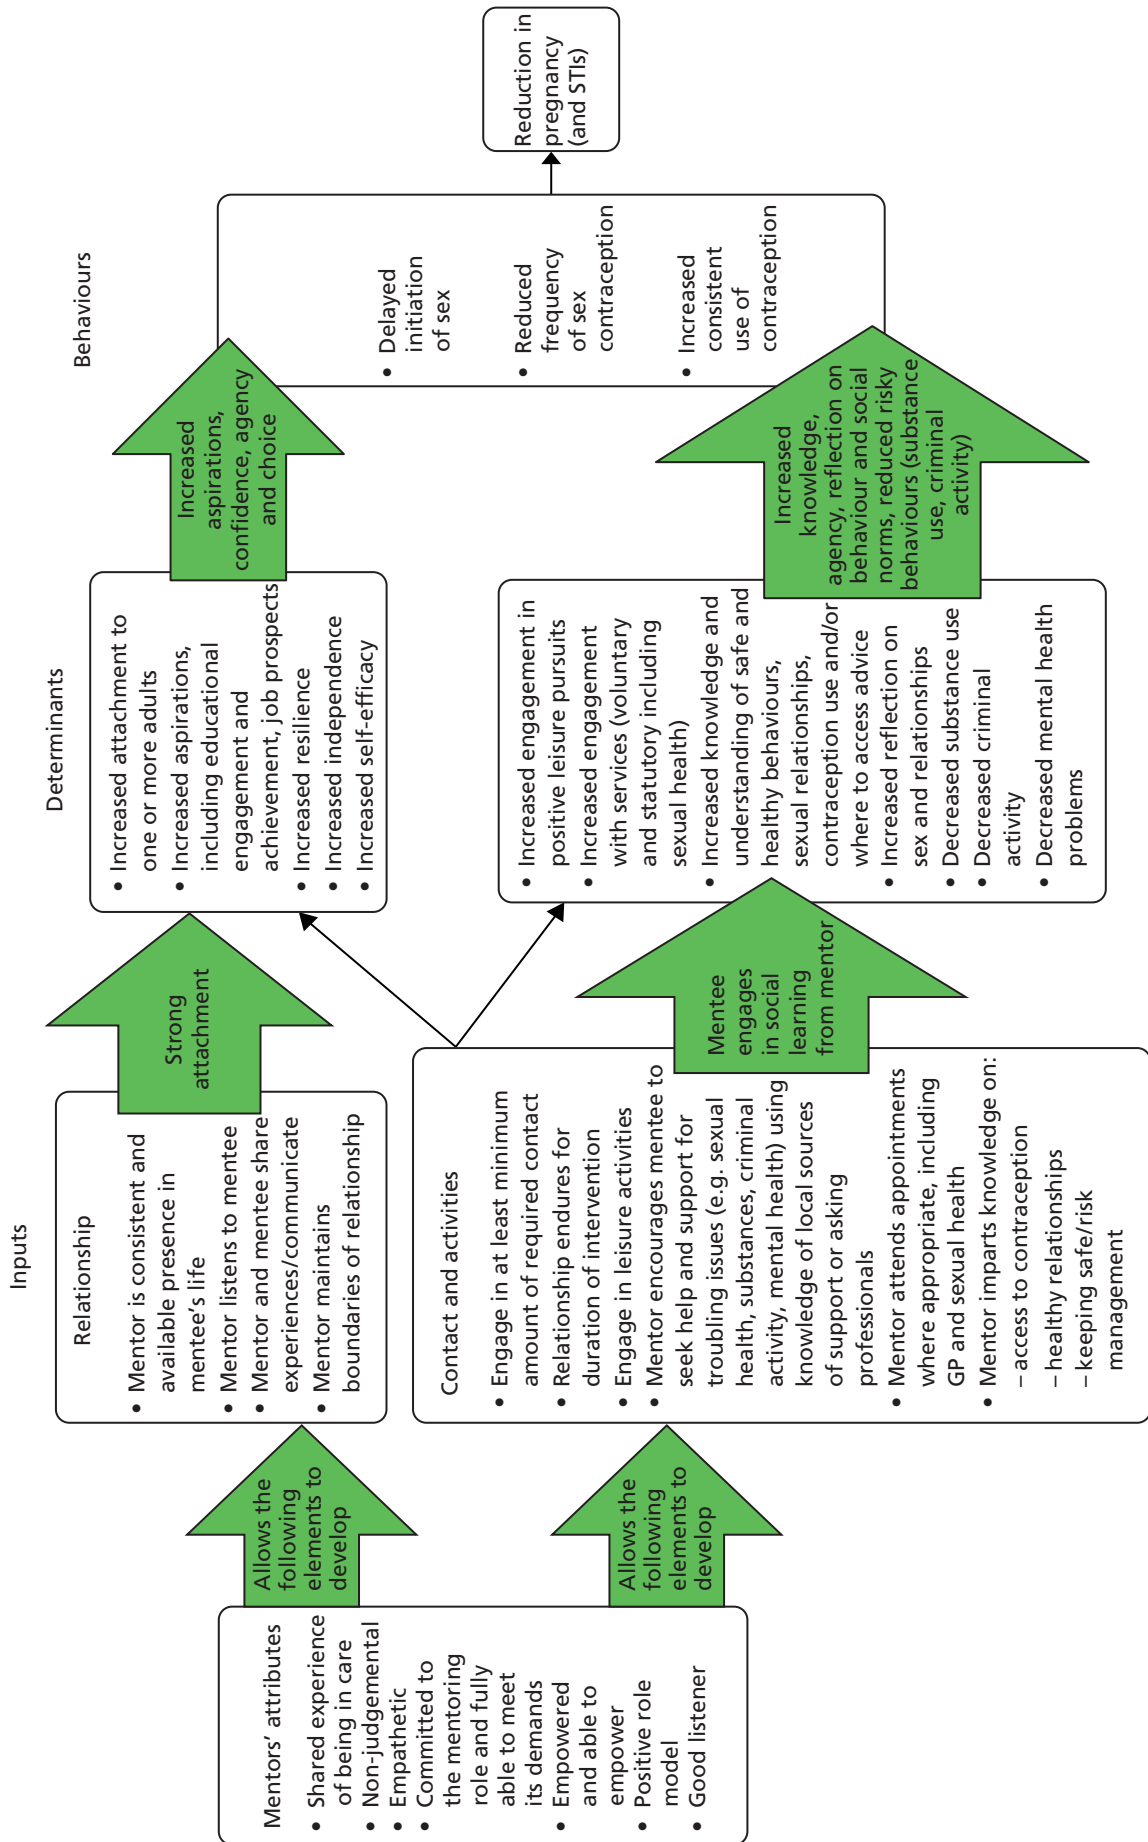 Inputs
Determinants
Behaviours
Mentors’ attributes
• Shared experience
of being in care
• Non-judgemental
• Empathetic
• Committed to
the mentoring
role and fully
able to meet
its demands
• Empowered
and able to
empower
• Positive role
model
• Good listener
Allows the
following
elements to
develop
Allows the
following
elements to
develop
Relationship
• Mentor is consistent and
available presence in
mentee‘s life
• Mentor listens to mentee
• Mentor and mentee share
experiences/communicate
• Mentor maintains
boundaries of relationship
Contact and activities
• Engage in at least minimum
amount of required contact
• Relationship endures for
duration of intervention
• Engage in leisure activities
• Mentor encourages mentee to
seek help and support for
troubling issues (e.g. sexual
health, substances, criminal
activity, mental health) using
knowledge of local sources
of support or asking
professionals
• Mentor attends appointments
where appropriate, including
GP and sexual health
• Mentor imparts knowledge on:
– access to contraception
– healthy relationships
– keeping safe/risk
management
Strong
attachment
Mentee
engages
in social
learning
from mentor
• Increased attachment to
one or more adults
• Increased aspirations,
including educational
engagement and
achievement, job prospects
• Increased resilience
• Increased independence
• Increased self-efficacy
• Increased engagement in
positive leisure pursuits
• Increased engagement
with services (voluntary
and statutory including
sexual health)
• Increased knowledge and
understanding of safe and
healthy behaviours,
sexual relationships,
contraception use and/or
where to access advice
• Increased reflection on
sex and relationships
• Decreased substance use
• Decreased criminal
activity
• Decreased mental health
problems
Increased
aspirations,
confidence, agency
and choice
Increased
knowledge,
agency, reflection on
behaviour and social
norms, reduced risky
behaviours (substance
use, criminal
activity)
• Delayed
initiation
of sex
• Reduced
frequency
of sex
contraception
• Increased
consistent
use of
contraception
Reduction in
pregnancy
(and STIs)